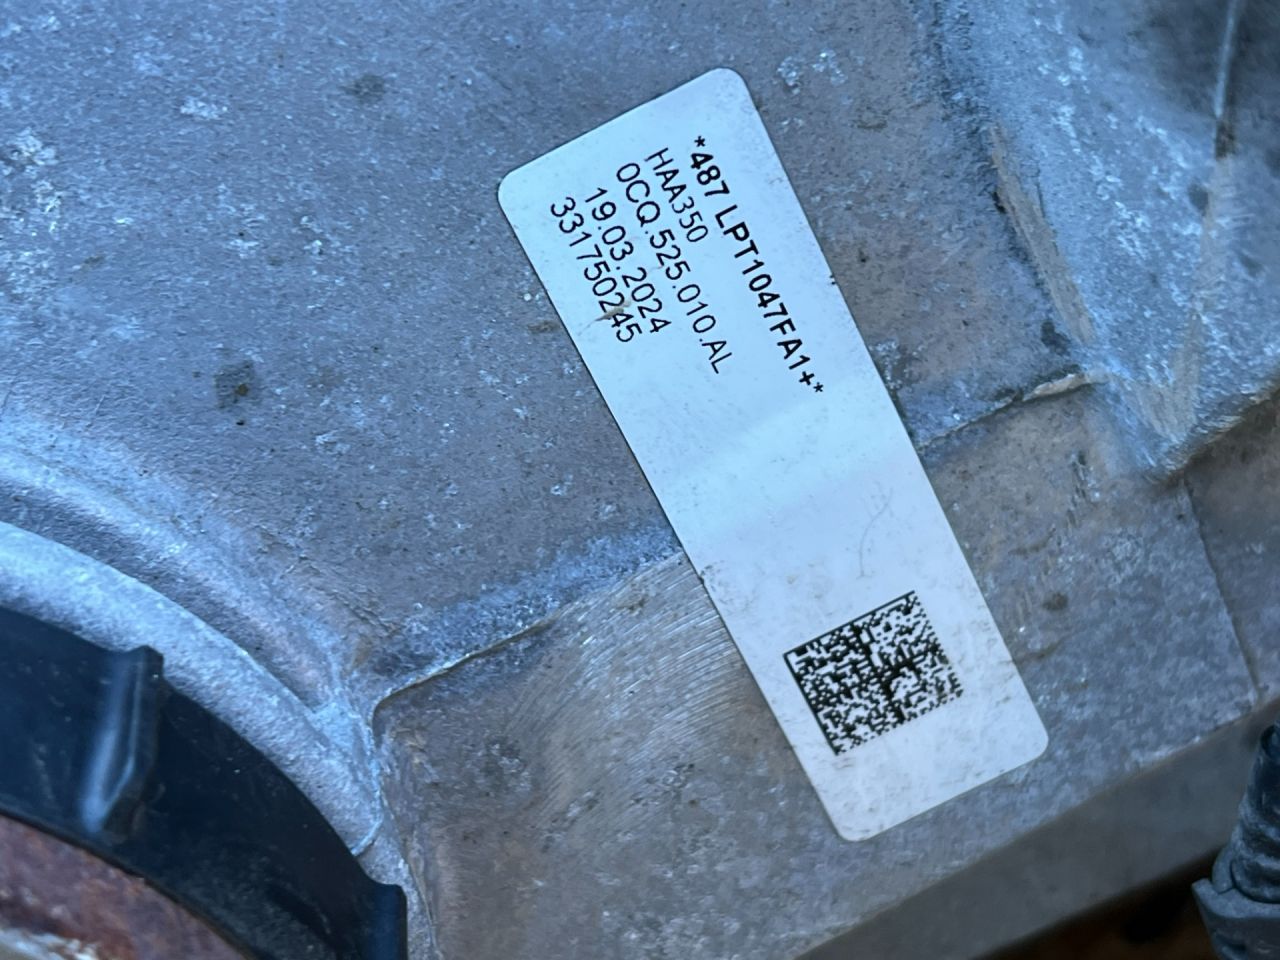 *487 LPT1047FA1+*
HAA350
0CQ.525.010.AL
19.03.2024
331750245